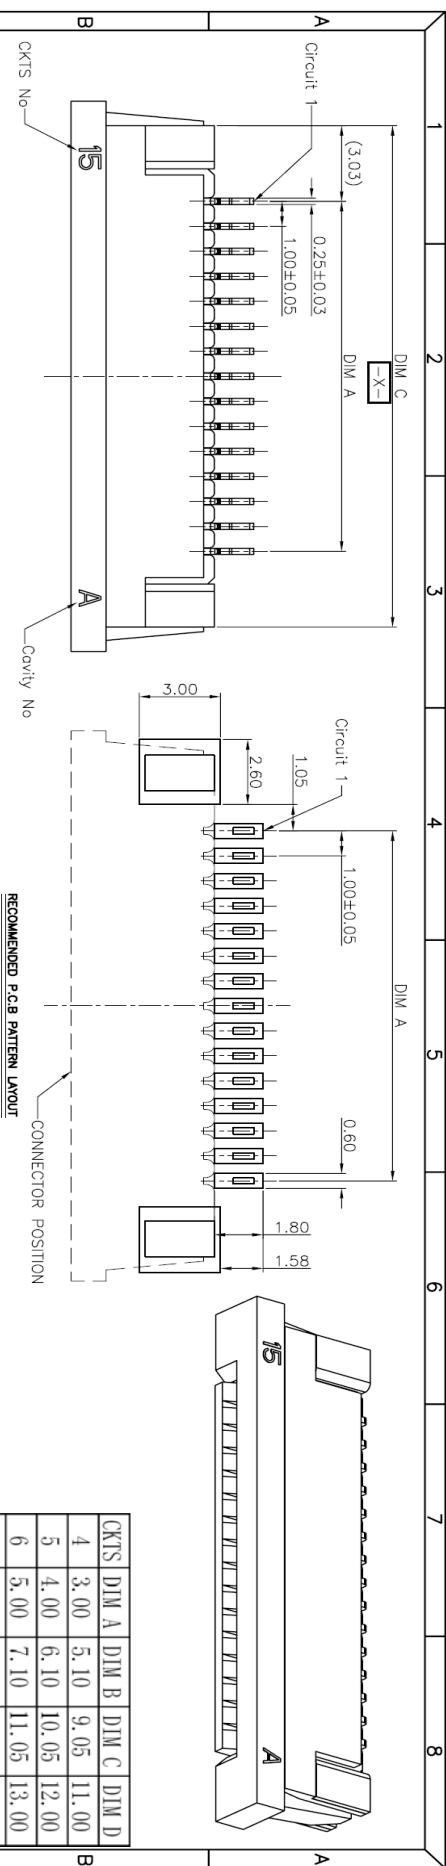 1
2
3
4
5
6
7
8
A
A
B
B
Circuit 1
(3.03)
0.25±0.03
1.00±0.05
DIM C
-X-
DIM A
CKTS No
15
A
Cavity No
3.00
2.60
1.05
Circuit 1
1.00±0.05
DIM A
0.60
1.80
1.58
CONNECTOR POSITION
RECOMMENDED P.C.B PATTERN LAYOUT
15
A
CKTS DIM A DIM B DIM C DIM D
4 3.00 5.10 9.05 11.00
5 4.00 6.10 10.05 12.00
6 5.00 7.10 11.05 13.00